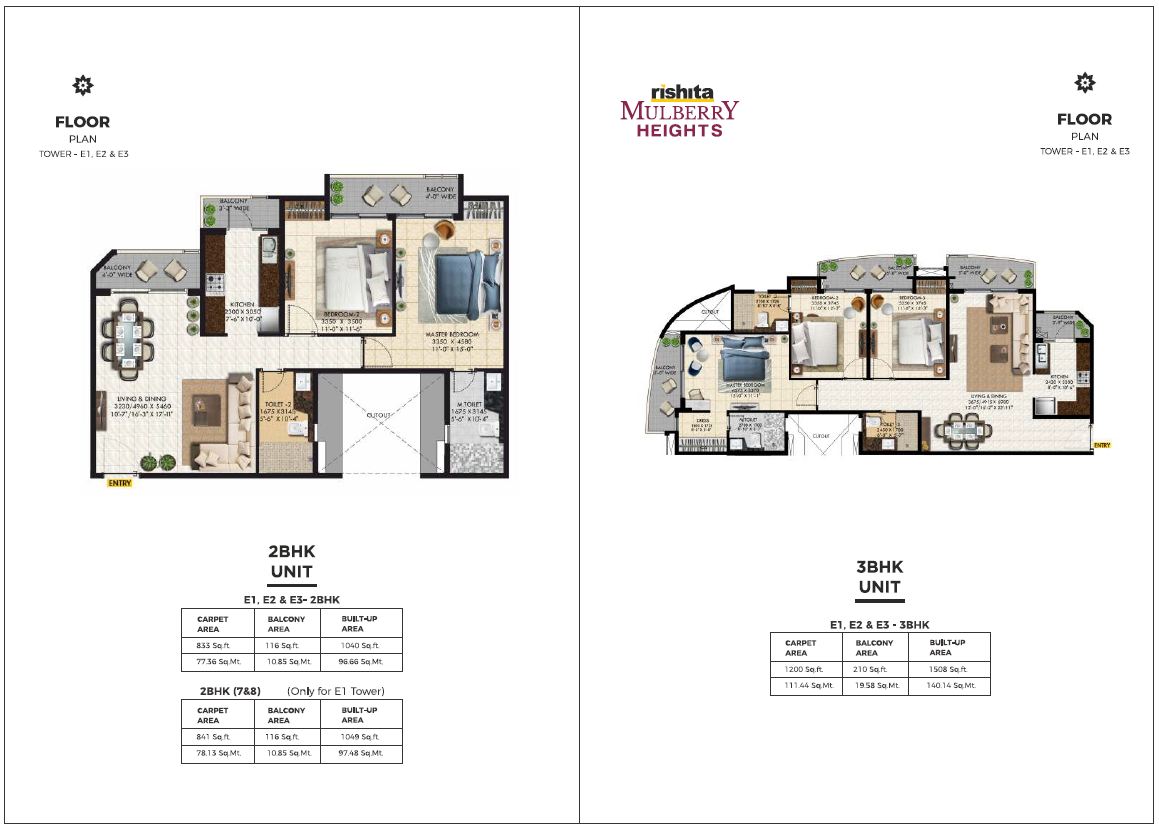 FLOOR
PLAN
TOWER - E1, E2 & E3
BALCONY
4'-0" WIDE
BALCONY
3'-3" WIDE
BALCONY
4'-0" WIDE
KITCHEN
2300 X 3050
7'-6" X 10'-0"
BEDROOM-2
3350 X 3500
11'-0" X 11'-6"
MASTER BEDROOM
3350 X 4580
11'-0" X 15'-0"
LIVING & DINING
3230/4960 X 5460
10'-7"/16'-3" X 17'-11"
TOILET -2
1675 X3145
5'-6" X 10'-4"
CUTOUT
M.TOILET
1675 X3145
5'-6" X 10'-4"
ENTRY
2BHK
UNIT
E1, E2 & E3- 2BHK
CARPET AREA BALCONY AREA BUILT-UP AREA
833 Sq.ft. 116 Sq.ft. 1040 Sq.ft.
77.36 Sq.Mt. 10.85 Sq.Mt. 96.66 Sq.Mt.
2BHK (7&8) (Only for E1 Tower)
CARPET AREA BALCONY AREA BUILT-UP AREA
841 Sq.ft. 116 Sq.ft. 1049 Sq.ft.
78.13 Sq.Mt. 10.85 Sq.Mt. 97.48 Sq.Mt.
rishita
MULBERRY
HEIGHTS
FLOOR
PLAN
TOWER - E1, E2 & E3
BALCONY
BALCONY
CUTOUT
BEDROOM-2
BEDROOM-3
BALCONY
BALCONY
MASTER BEDROOM
KITCHEN
LIVING & DINING
DRESS
M.TOILET
CUTOUT
ENTRY
3BHK
UNIT
E1, E2 & E3 - 3BHK
CARPET AREA BALCONY AREA BUILT-UP AREA
1200 Sq.ft. 210 Sq.ft. 1508 Sq.ft.
111.44 Sq.Mt. 19.58 Sq.Mt. 140.14 Sq.Mt.